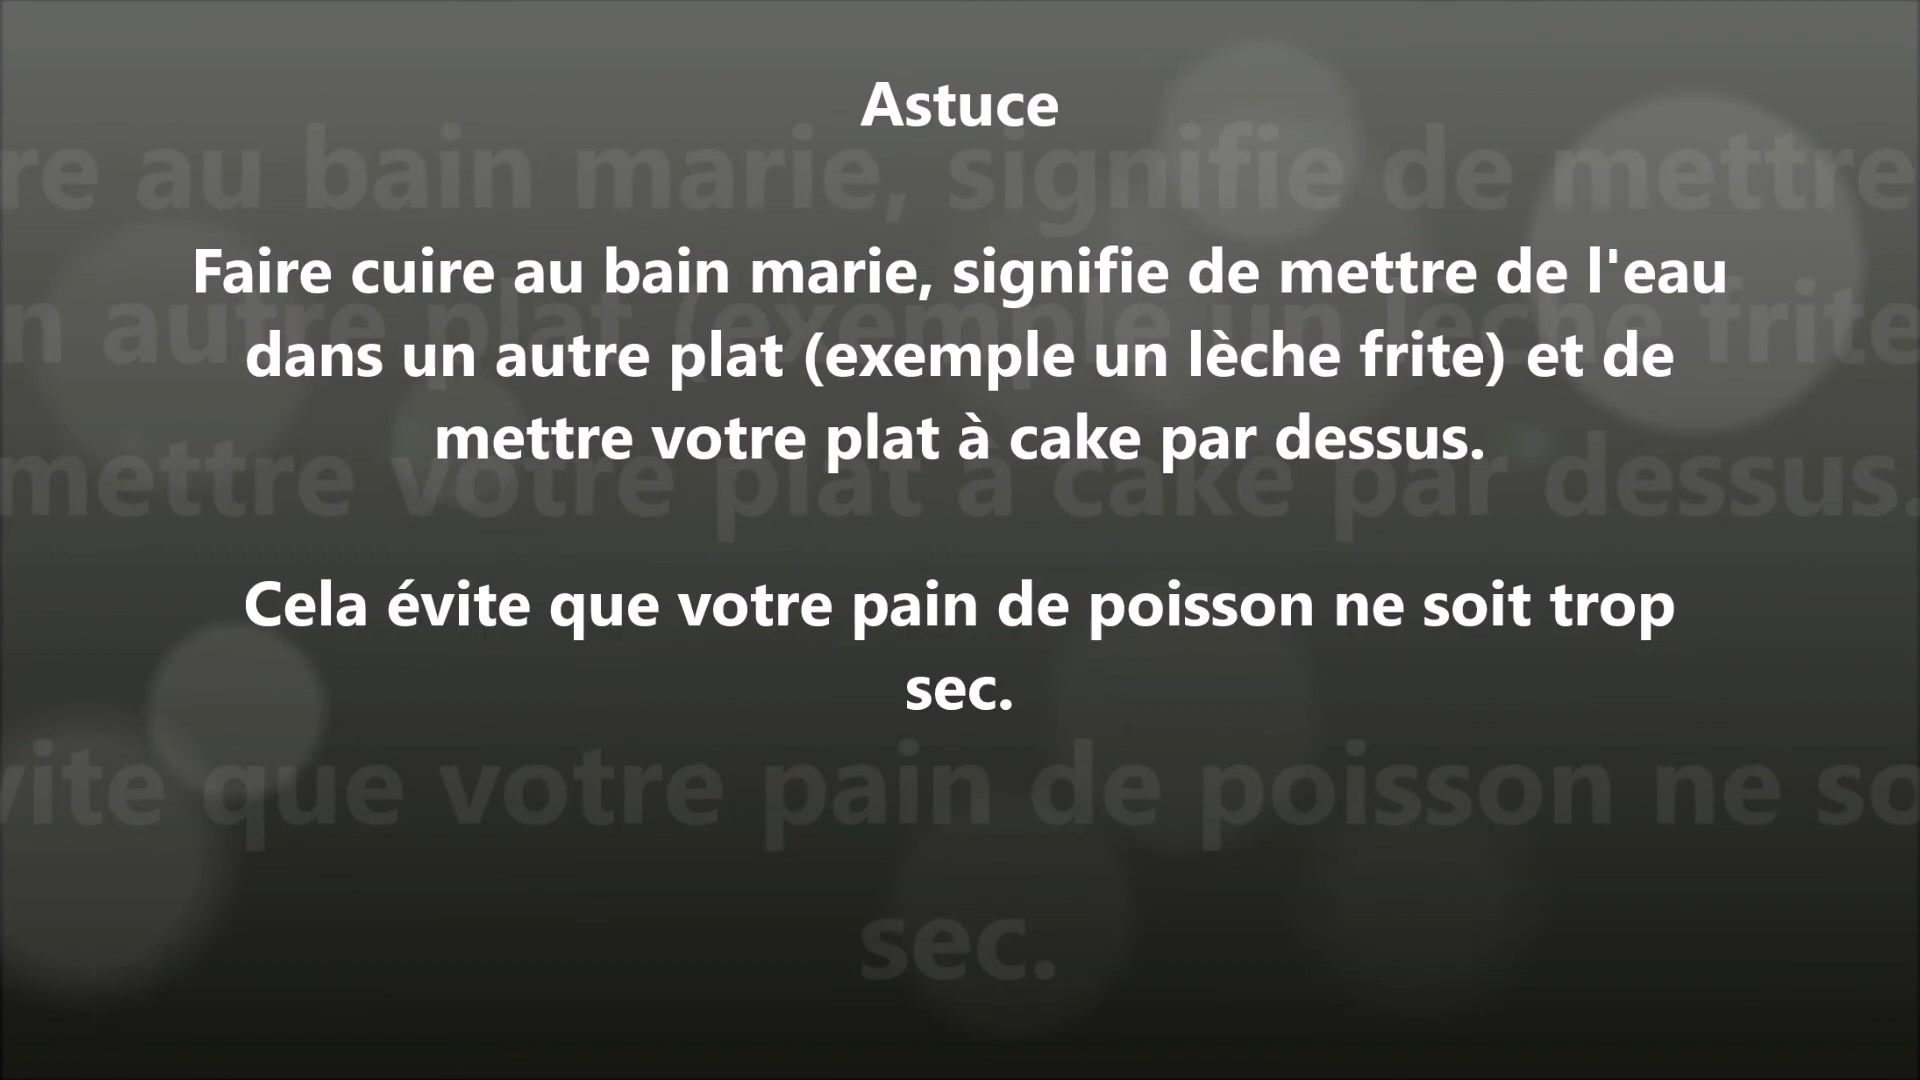 Astuce
Faire cuire au bain marie, signifie de mettre de l'eau
dans un autre plat (exemple un lèche frite) et de
mettre votre plat à cake par dessus.
Cela évite que votre pain de poisson ne soit trop
sec.